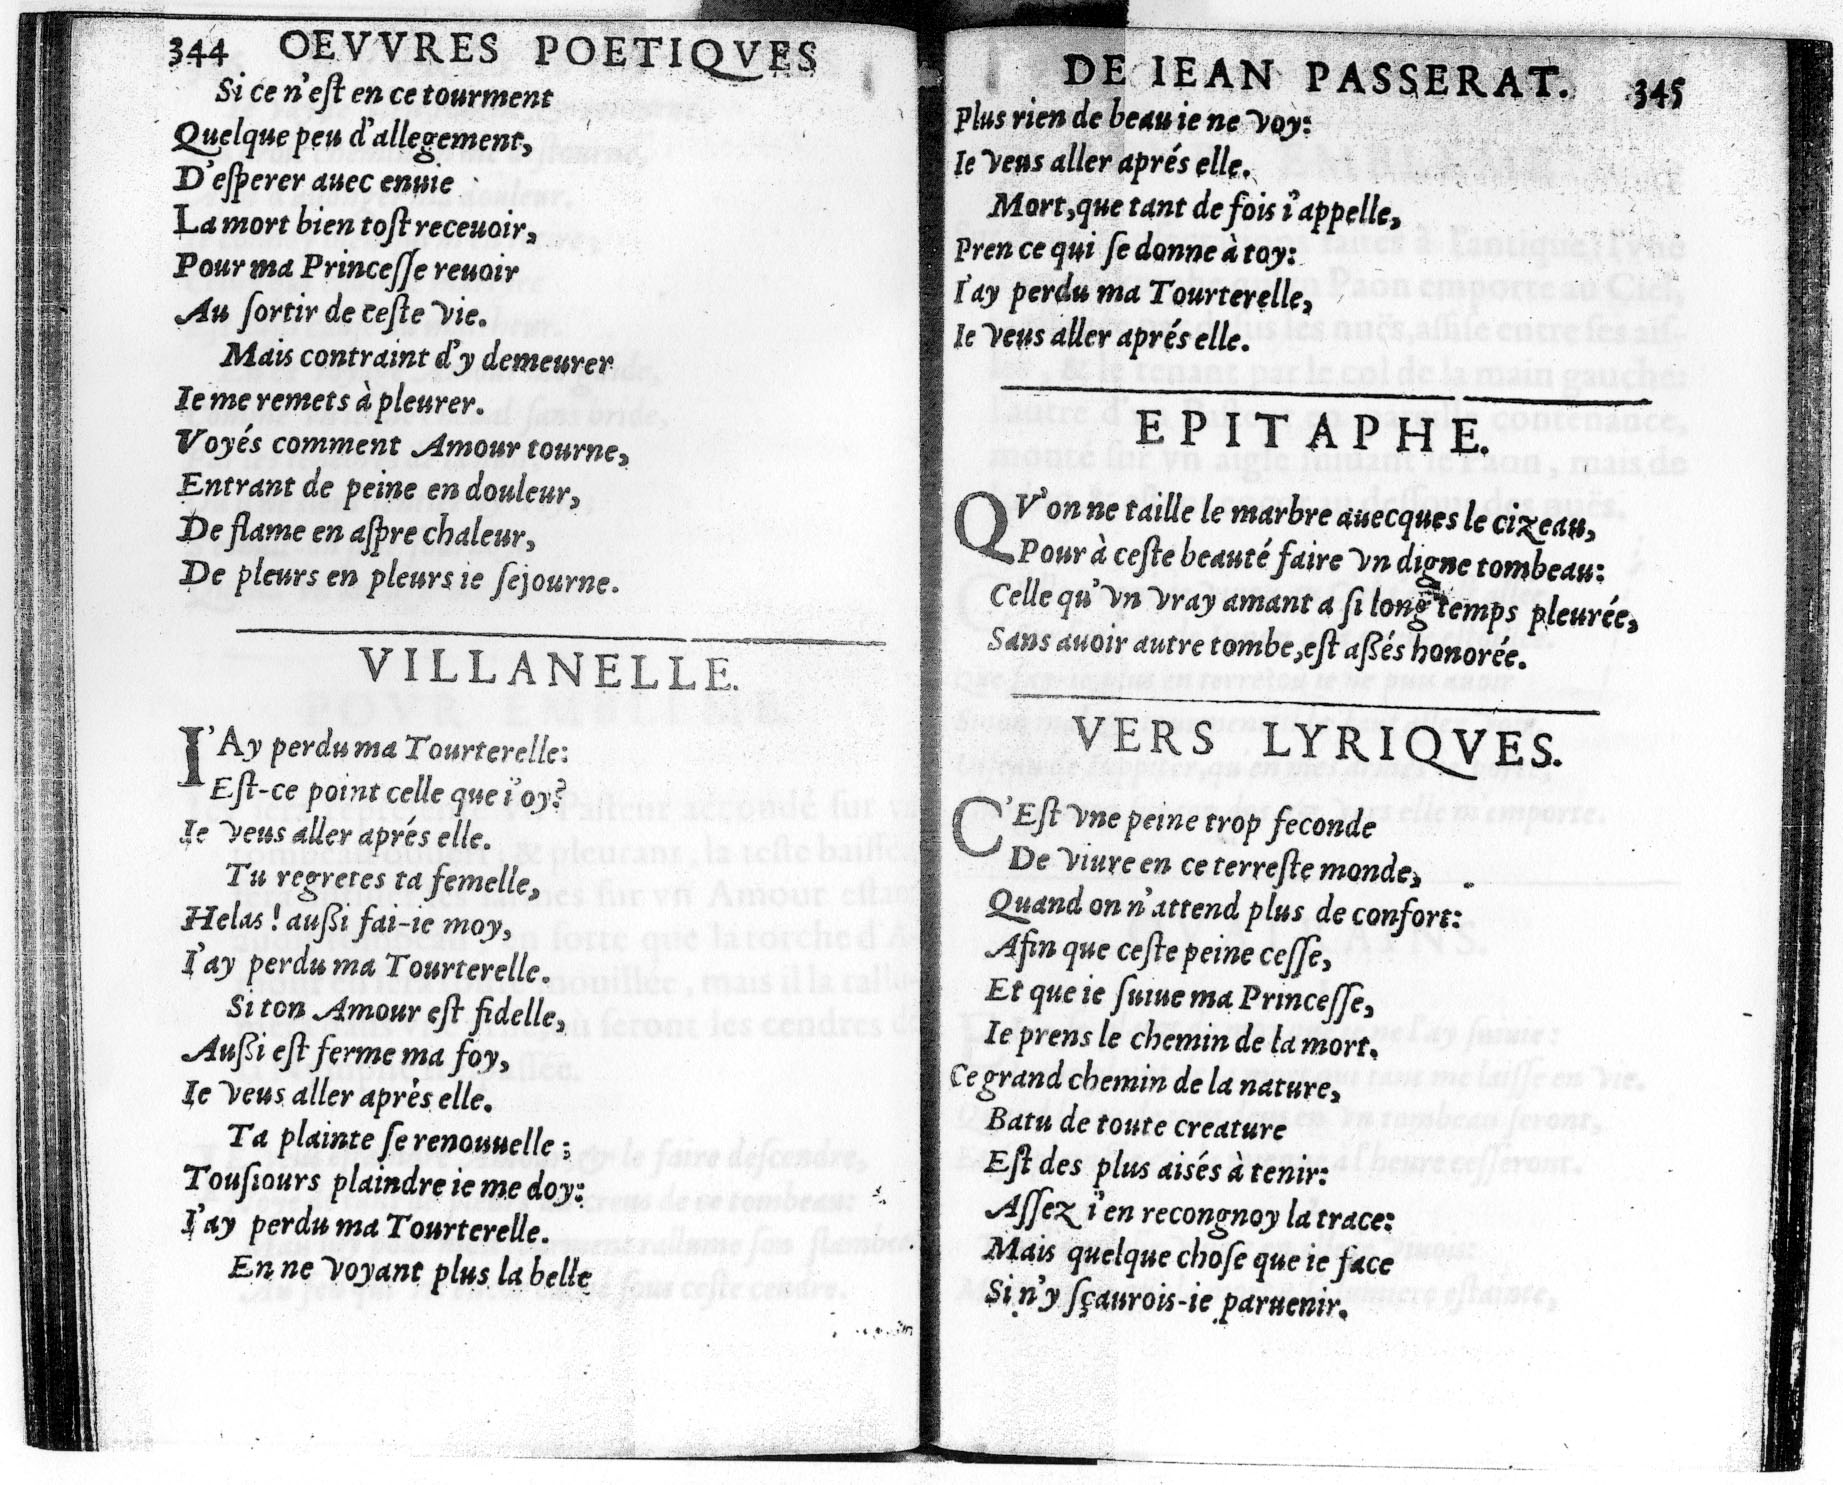 344 OEVVRES POETIQVES
Si ce n'eſt en ce tourment
Quelque peu d'allegement,
D'eſperer auec enuie
La mort bien toſt receuoir,
Pour ma Princeſſe reuoir
Au ſortir de ceſte vie.
Mais contraint d'y demeurer
Ie me remets à pleurer.
Voyés comment Amour tourne,
Entrant de peine en douleur,
De flame en aſpre chaleur,
De pleurs en pleurs ie ſejourne.
VILLANELLE.
I'Ay perdu ma Tourterelle:
Eſt-ce point celle que i'oy?
Ie veus aller aprés elle.
Tu regretes ta femelle,
Helas! außi fai-ie moy,
I'ay perdu ma Tourterelle.
Si ton Amour eſt fidelle,
Außi eſt ferme ma foy,
Ie veus aller aprés elle.
Ta plainte ſe renouuelle;
Touſiours plaindre ie me doy:
I'ay perdu ma Tourterelle.
En ne voyant plus la belle
DE IEAN PASSERAT. 345
Plus rien de beau ie ne voy:
Ie veus aller aprés elle.
Mort, que tant de fois i'appelle,
Pren ce qui ſe donne à toy:
I'ay perdu ma Tourterelle,
Ie veus aller aprés elle.
EPITAPHE.
QV'on ne taille le marbre auecques le cizeau,
Pour à ceſte beauté faire vn digne tombeau:
Celle qu'vn vray amant a ſi long temps pleurée,
Sans auoir autre tombe, eſt aßés honorée.
VERS LYRIQVES.
C'Eſt vne peine trop feconde
De viure en ce terreſte monde,
Quand on n'attend plus de confort:
Afin que ceſte peine ceſſe,
Et que ie ſuiue ma Princeſſe,
Ie prens le chemin de la mort.
Ce grand chemin de la nature,
Batu de toute creature
Eſt des plus aisés à tenir:
Aſſez i'en recongnoy la trace:
Mais quelque choſe que ie face
Si n'y ſçaurois-ie paruenir.